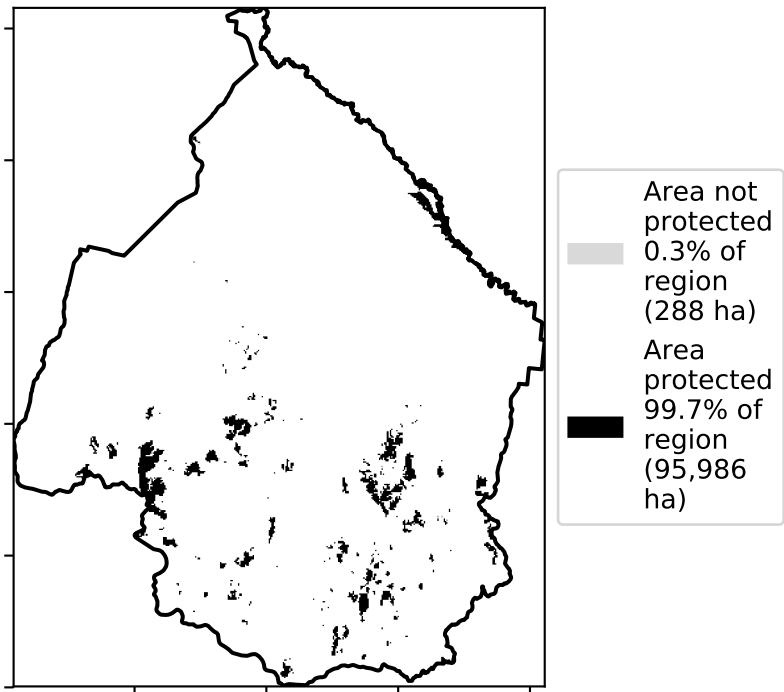 Area not
protected
0.3% of
region
(288 ha)
Area
protected
99.7% of
region
(95,986
ha)